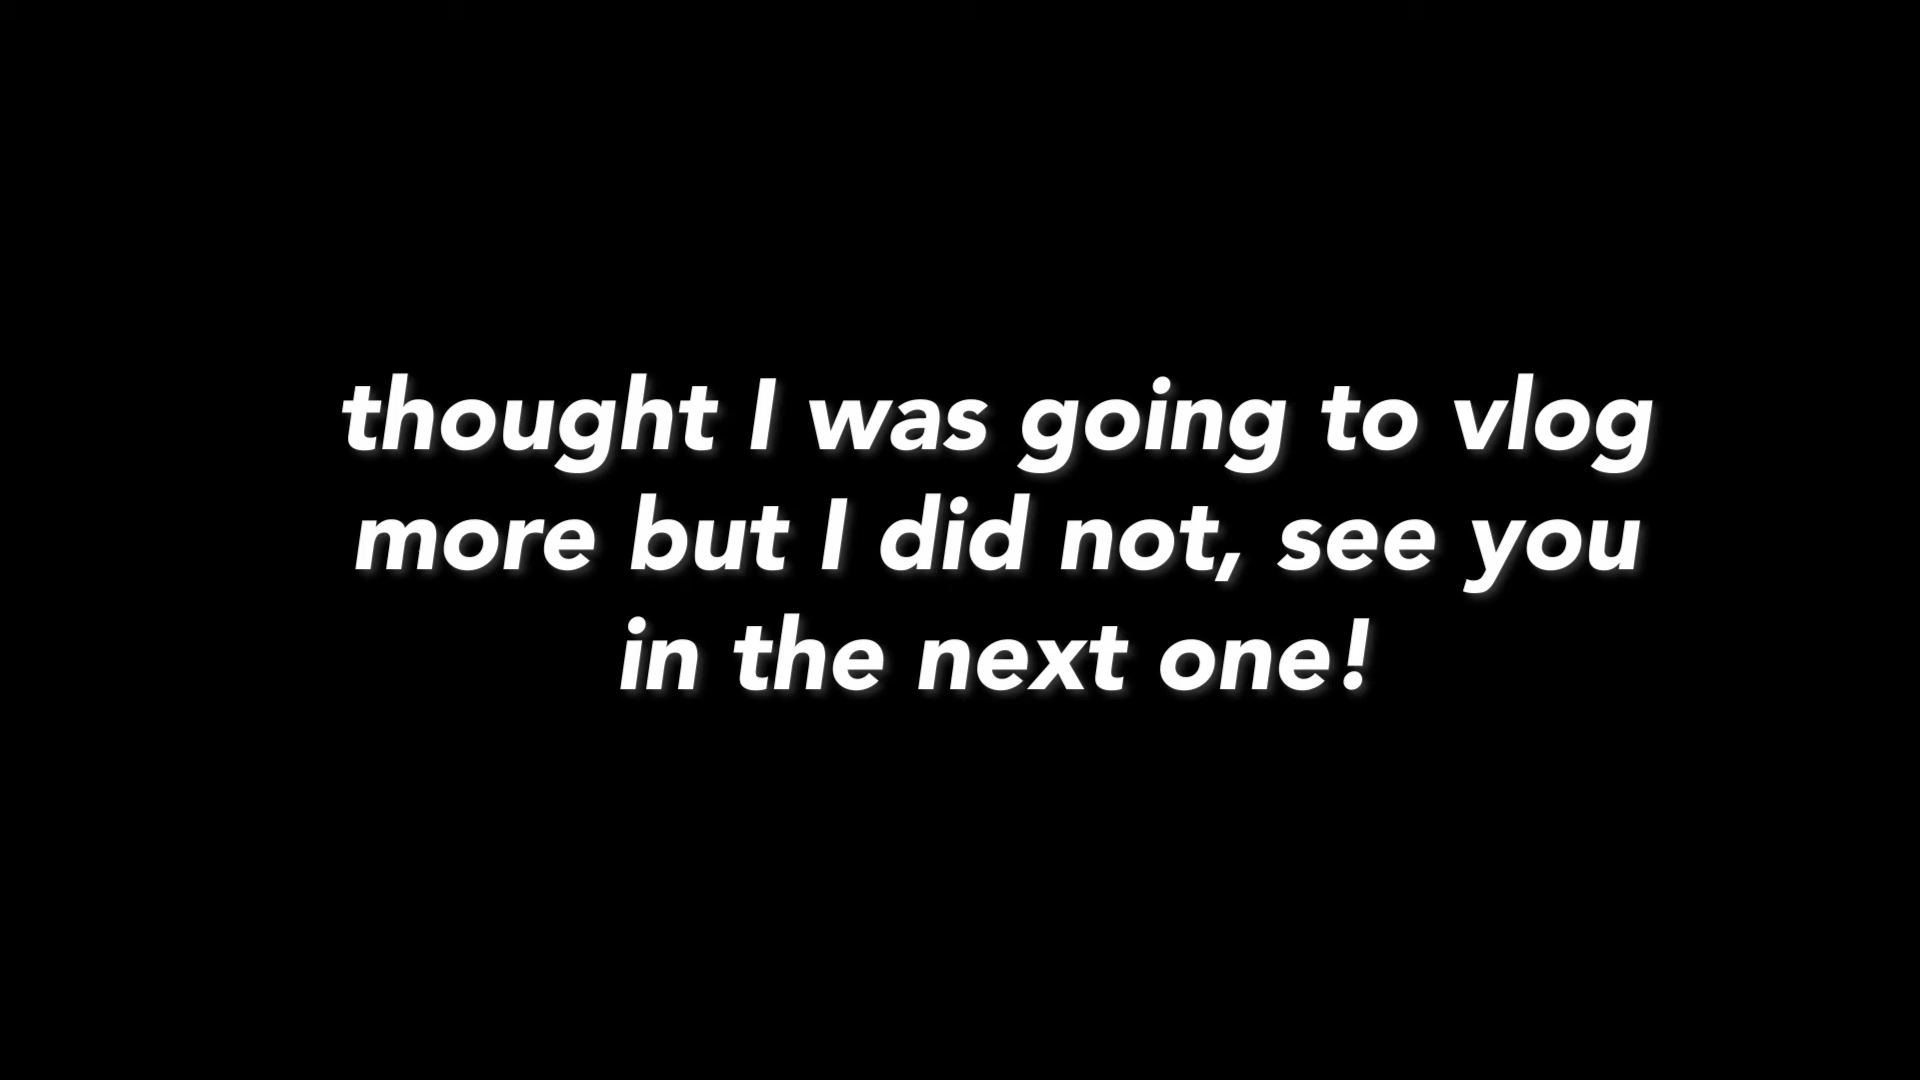 thought I was going to vlog
more but I did not, see you
in the next one!